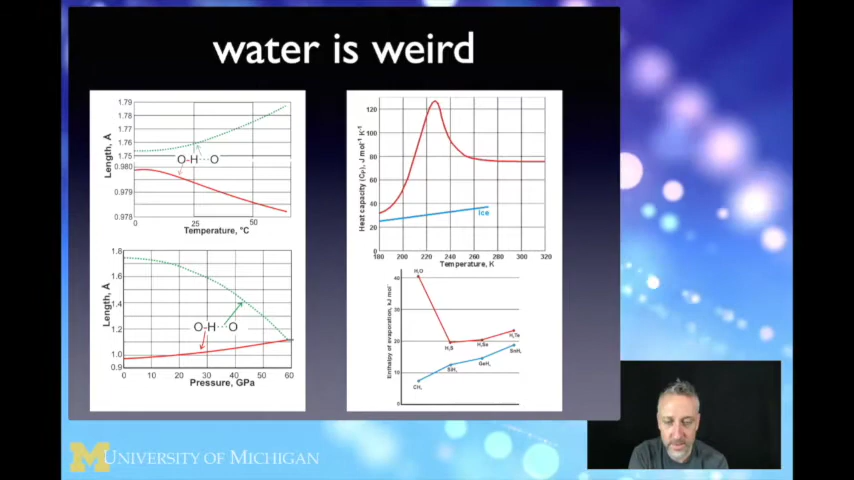 water is weird
1.79
1.78
1.77
1.76
1.75
0.980
0.979
0.978
Length, Å
O-H···O
0 25 50
Temperature, °C
1.8
1.6
1.4
1.2
1.0
0.9
Length, Å
O-H···O
0 10 20 30 40 50 60
Pressure, GPa
120
100
80
60
40
20
0
Heat capacity (Cₚ), J mol⁻¹ K⁻¹
Ice
180 200 220 240 260 280 300 320
Temperature, K
40
30
20
10
0
Enthalpy of evaporation, kJ mol⁻¹
H₂O
H₂S
H₂Se
H₂Te
CH₄
SiH₄
GeH₄
SnH₄
M UNIVERSITY OF MICHIGAN